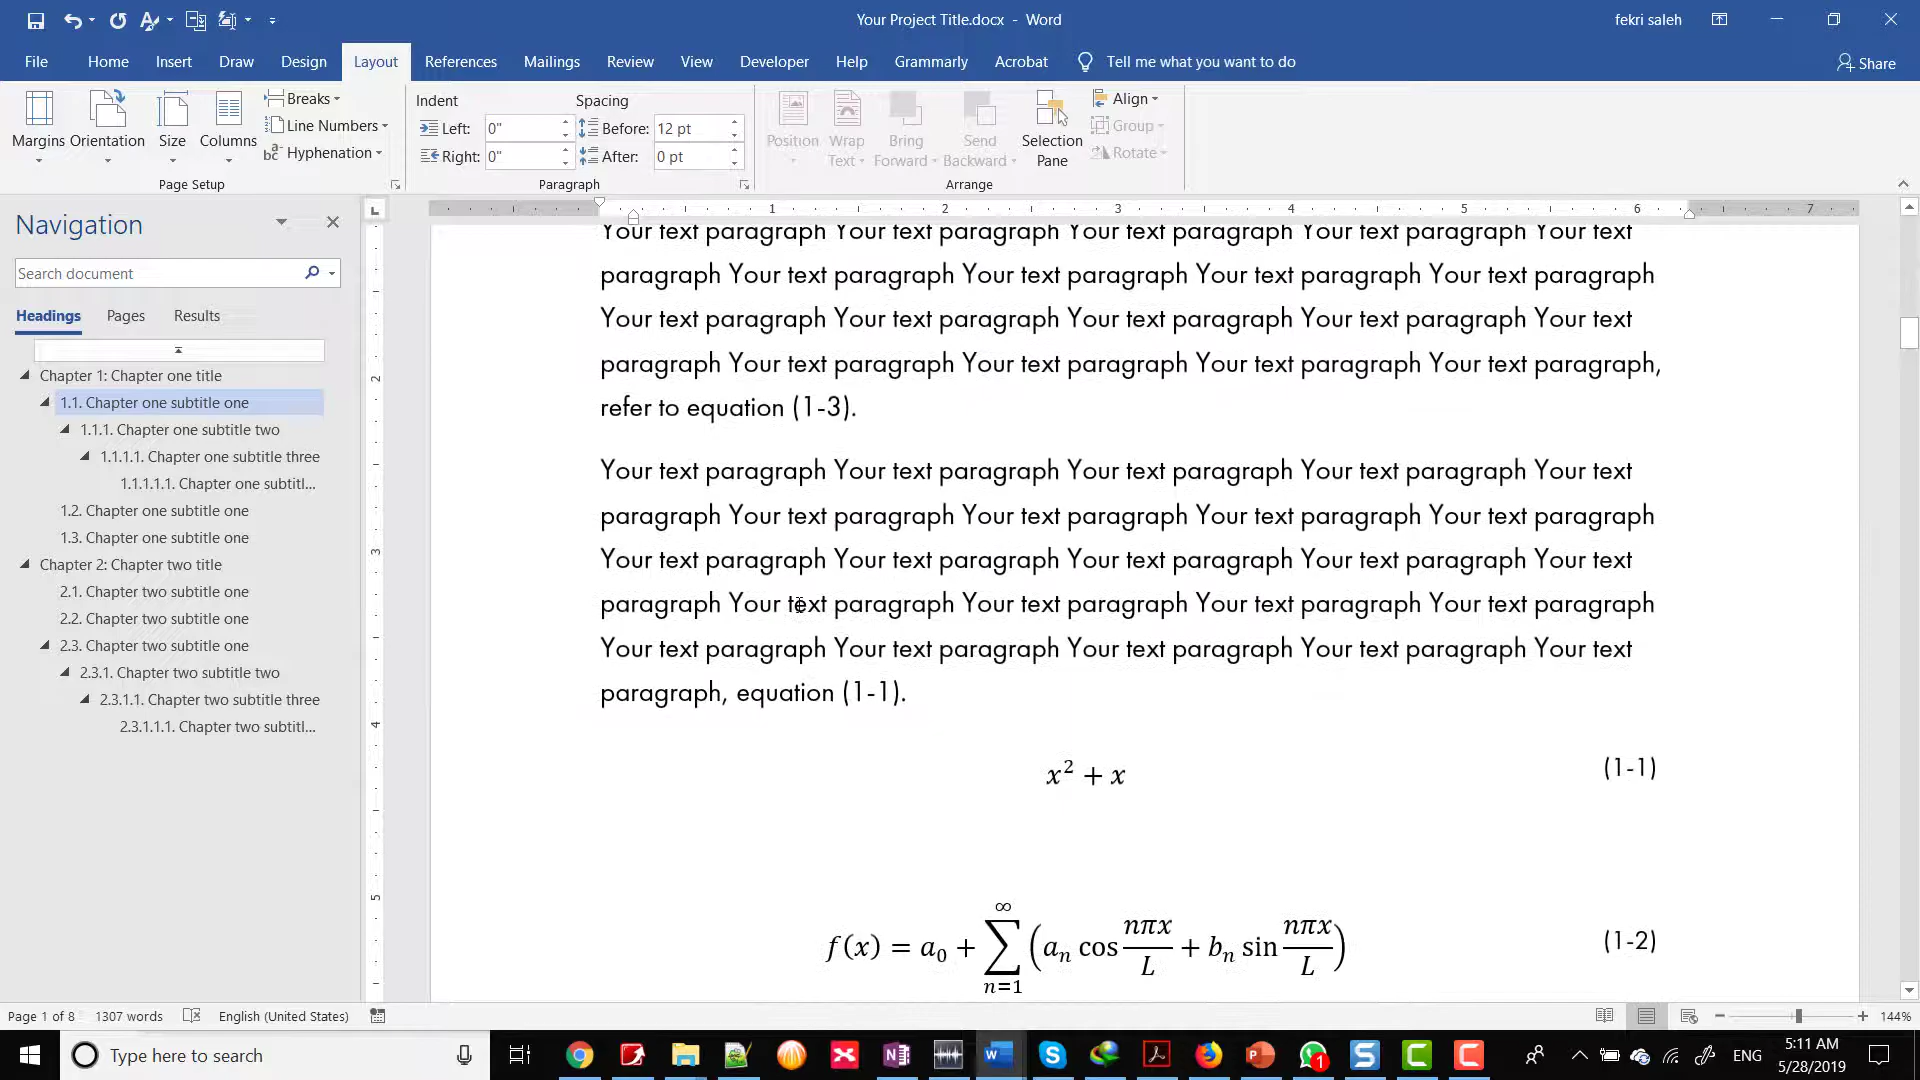 Your Project Title.docx - Word
fekri saleh
File Home Insert Draw Design Layout References Mailings Review View Developer Help Grammarly Acrobat Tell me what you want to do Share
Margins Orientation Size Columns
Breaks
Line Numbers
Hyphenation
Page Setup
Indent Spacing
Left: 0" Before: 12 pt
Right: 0" After: 0 pt
Paragraph
Position Wrap Text Bring Forward Send Backward Selection Pane
Align
Group
Rotate
Arrange
Navigation
Search document
Headings Pages Results
Chapter 1: Chapter one title
1.1. Chapter one subtitle one
1.1.1. Chapter one subtitle two
1.1.1.1. Chapter one subtitle three
1.1.1.1.1. Chapter one subtitl...
1.2. Chapter one subtitle one
1.3. Chapter one subtitle one
Chapter 2: Chapter two title
2.1. Chapter two subtitle one
2.2. Chapter two subtitle one
2.3. Chapter two subtitle one
2.3.1. Chapter two subtitle two
2.3.1.1. Chapter two subtitle three
2.3.1.1.1. Chapter two subtitl...
1 2 3 4 5 6 7
2
3
4
5
Your text paragraph Your text paragraph Your text paragraph Your text paragraph Your text
paragraph Your text paragraph Your text paragraph Your text paragraph Your text paragraph
Your text paragraph Your text paragraph Your text paragraph Your text paragraph Your text
paragraph Your text paragraph Your text paragraph Your text paragraph Your text paragraph,
refer to equation (1-3).
Your text paragraph Your text paragraph Your text paragraph Your text paragraph Your text
paragraph Your text paragraph Your text paragraph Your text paragraph Your text paragraph
Your text paragraph Your text paragraph Your text paragraph Your text paragraph Your text
paragraph Your text paragraph Your text paragraph Your text paragraph Your text paragraph
Your text paragraph Your text paragraph Your text paragraph Your text paragraph Your text
paragraph, equation (1-1).
x² + x (1-1)
f(x) = a₀ + ∑_{n=1}^{∞} (aₙ cos nπx/L + bₙ sin nπx/L) (1-2)
Page 1 of 8 1307 words English (United States) 144%
Type here to search
1
ENG
5:11 AM
5/28/2019